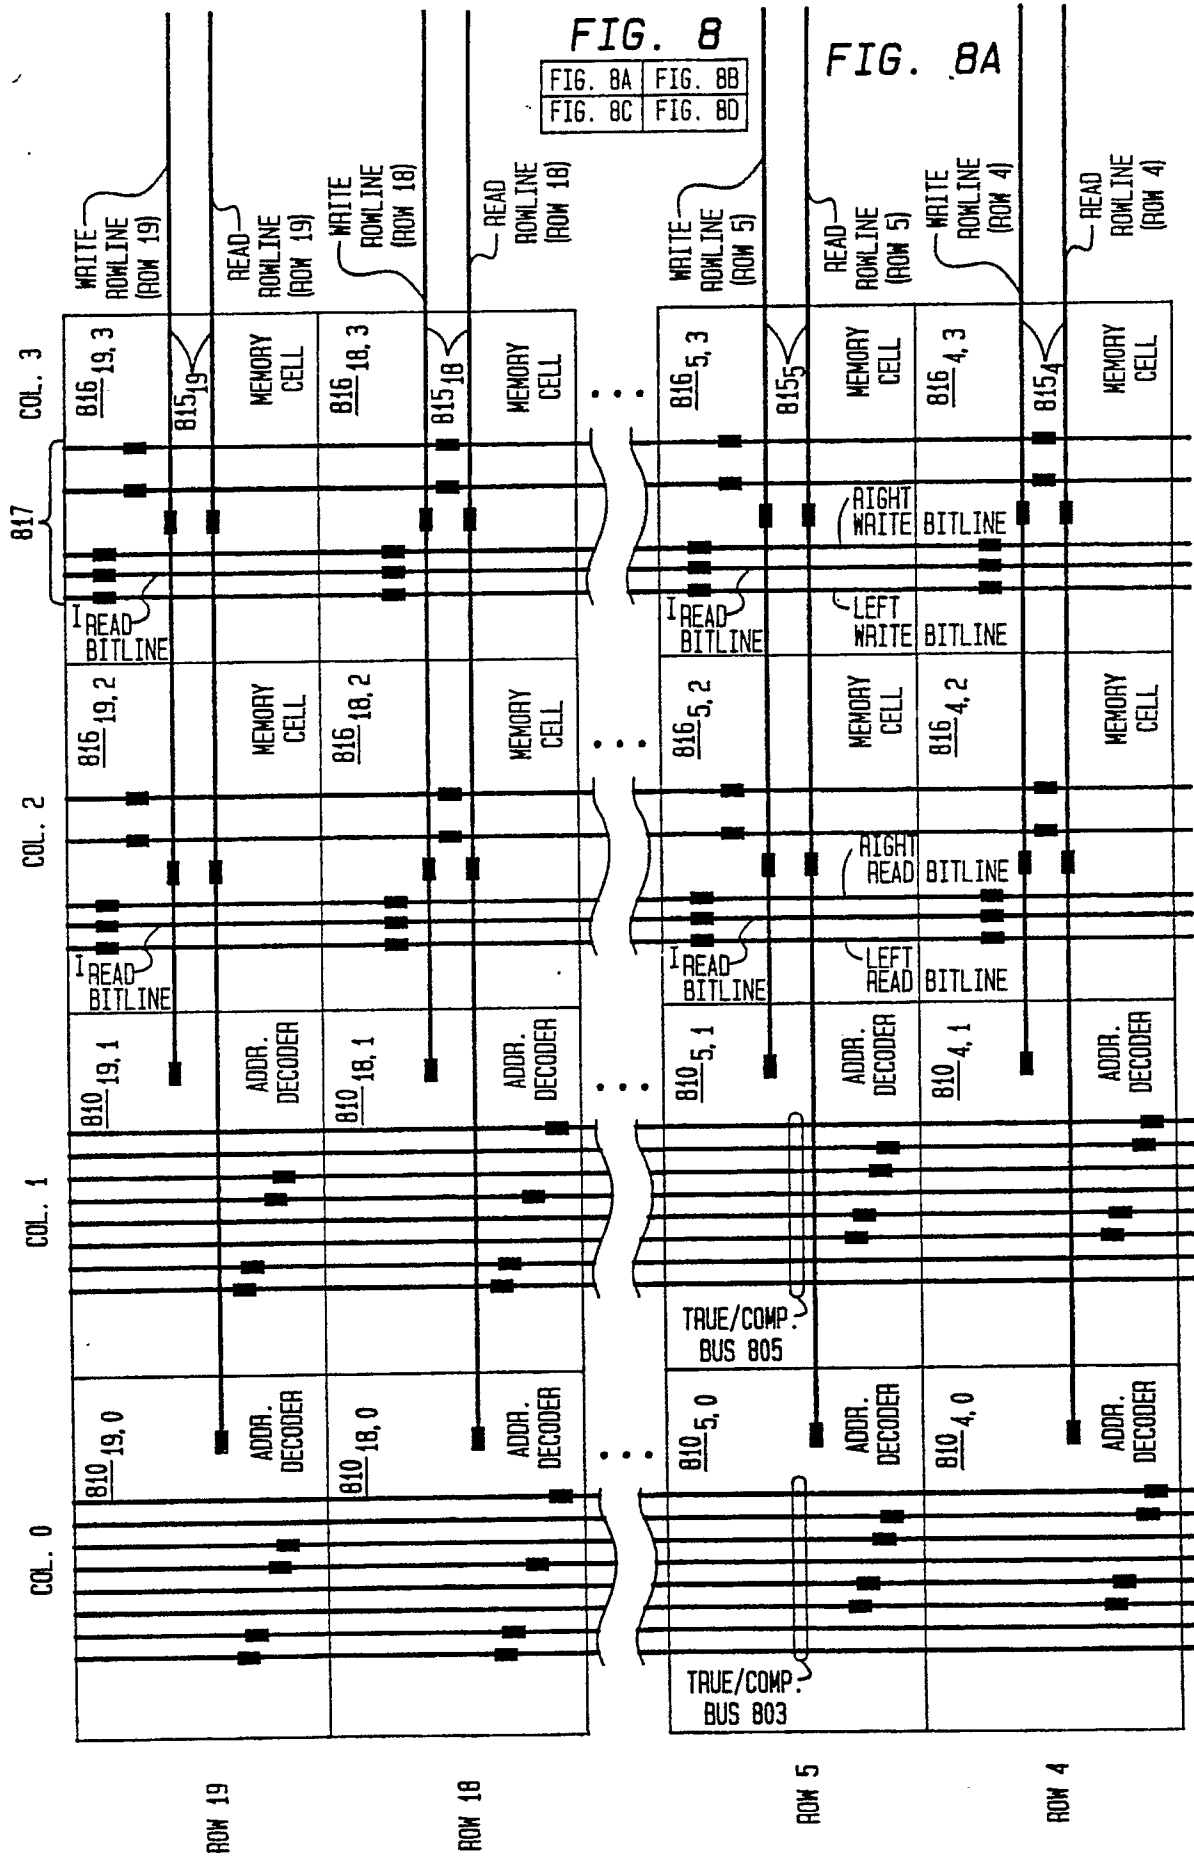 FIG. 8
FIG. 8A
FIG. 8B
FIG. 8C
FIG. 8D
FIG. 8A
COL. 0
COL. 1
COL. 2
COL. 3
817
ROW 19
810 19,0
ADDR.
DECODER
810 19,1
ADDR.
DECODER
I READ
BITLINE
816 19,2
MEMORY
CELL
I READ
BITLINE
816 19,3
815 19
MEMORY
CELL
WRITE
ROWLINE
(ROW 19)
READ
ROWLINE
(ROW 19)
ROW 18
810 18,0
ADDR.
DECODER
810 18,1
ADDR.
DECODER
816 18,2
MEMORY
CELL
816 18,3
815 18
MEMORY
CELL
WRITE
ROWLINE
(ROW 18)
READ
ROWLINE
(ROW 18)
ROW 5
TRUE/COMP.
BUS 803
810 5,0
ADDR.
DECODER
TRUE/COMP.
BUS 805
810 5,1
ADDR.
DECODER
I READ
BITLINE
LEFT
READ BITLINE
RIGHT
READ BITLINE
816 5,2
MEMORY
CELL
I READ
BITLINE
LEFT
WRITE BITLINE
RIGHT
WRITE BITLINE
816 5,3
815 5
MEMORY
CELL
WRITE
ROWLINE
(ROW 5)
READ
ROWLINE
(ROW 5)
ROW 4
810 4,0
ADDR.
DECODER
810 4,1
ADDR.
DECODER
816 4,2
MEMORY
CELL
816 4,3
815 4
MEMORY
CELL
WRITE
ROWLINE
(ROW 4)
READ
ROWLINE
(ROW 4)